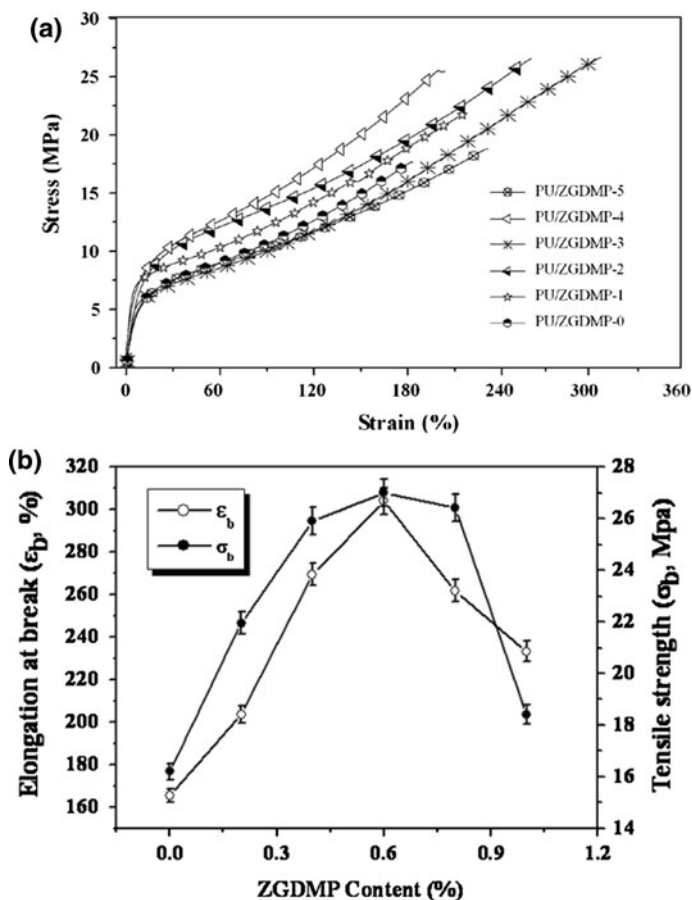 (a)
30
25
20
15
10
5
0
Stress (MPa)
PU/ZGDMP-5
PU/ZGDMP-4
PU/ZGDMP-3
PU/ZGDMP-2
PU/ZGDMP-1
PU/ZGDMP-0
0 60 120 180 240 300 360
Strain (%)
(b)
320
300
280
260
240
220
200
180
160
Elongation at break (εD, %)
εb
σb
28
26
24
22
20
18
16
14
Tensile strength (σD, Mpa)
0.0 0.3 0.6 0.9 1.2
ZGDMP Content (%)